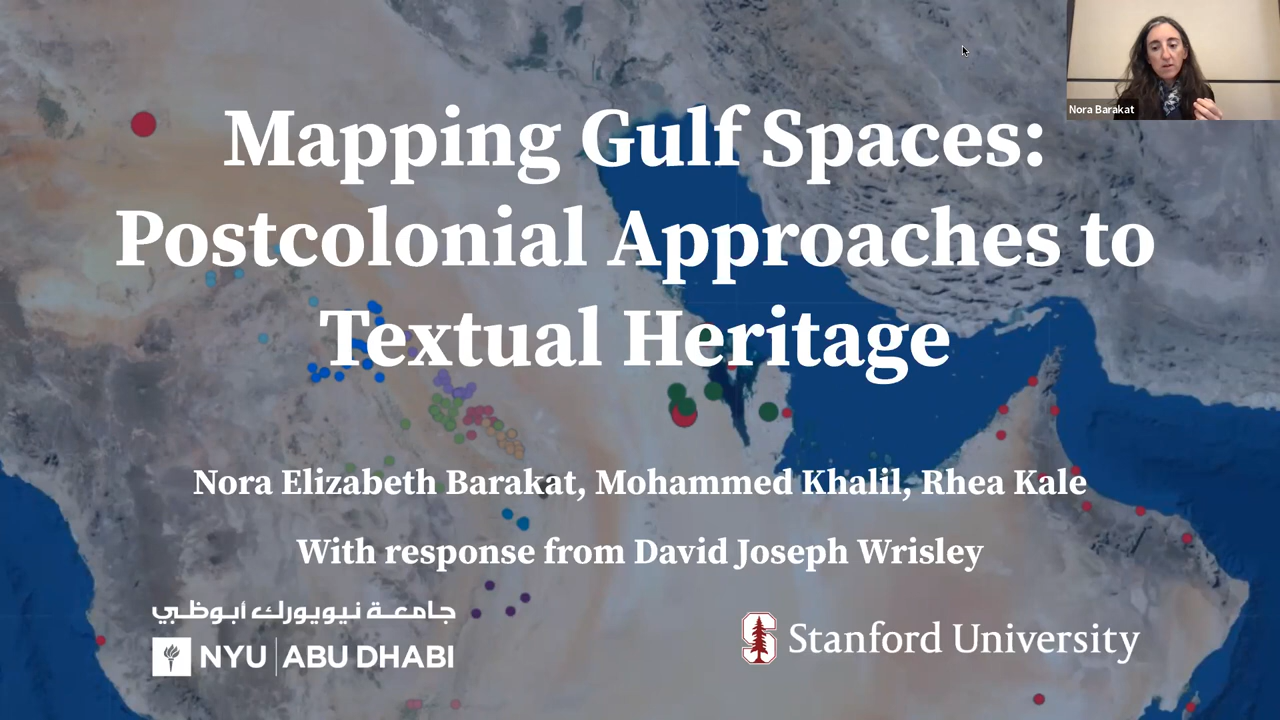 Nora Barakat
Mapping Gulf Spaces:
Postcolonial Approaches to
Textual Heritage
Nora Elizabeth Barakat, Mohammed Khalil, Rhea Kale
With response from David Joseph Wrisley
جامعة نيويورك أبوظبي
NYU | ABU DHABI
S Stanford University